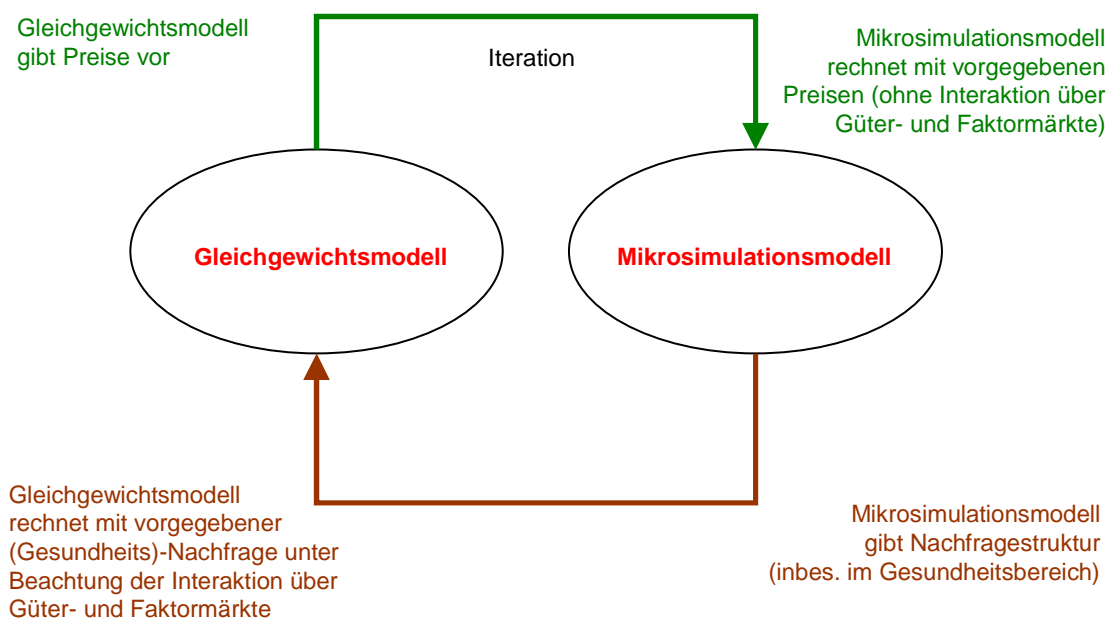 Gleichgewichtsmodell
gibt Preise vor
Iteration
Mikrosimulationsmodell
rechnet mit vorgegebenen
Preisen (ohne Interaktion über
Güter- und Faktormärkte)
Gleichgewichtsmodell
Mikrosimulationsmodell
Gleichgewichtsmodell
rechnet mit vorgegebener
(Gesundheits)-Nachfrage unter
Beachtung der Interaktion über
Güter- und Faktormärkte
Mikrosimulationsmodell
gibt Nachfragestruktur
(inbes. im Gesundheitsbereich)